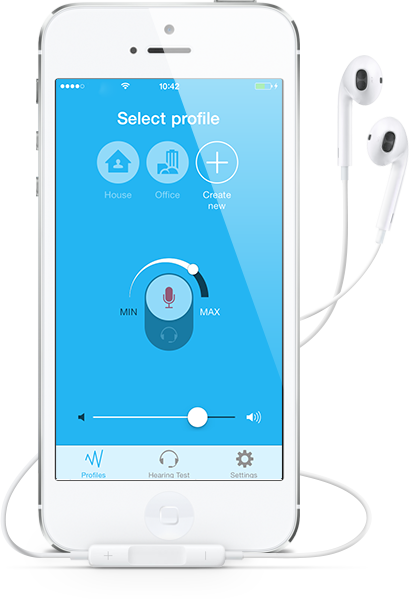 10:42
Select profile
House
Office
Create
new
MIN
MAX
Profiles
Hearing Test
Settings